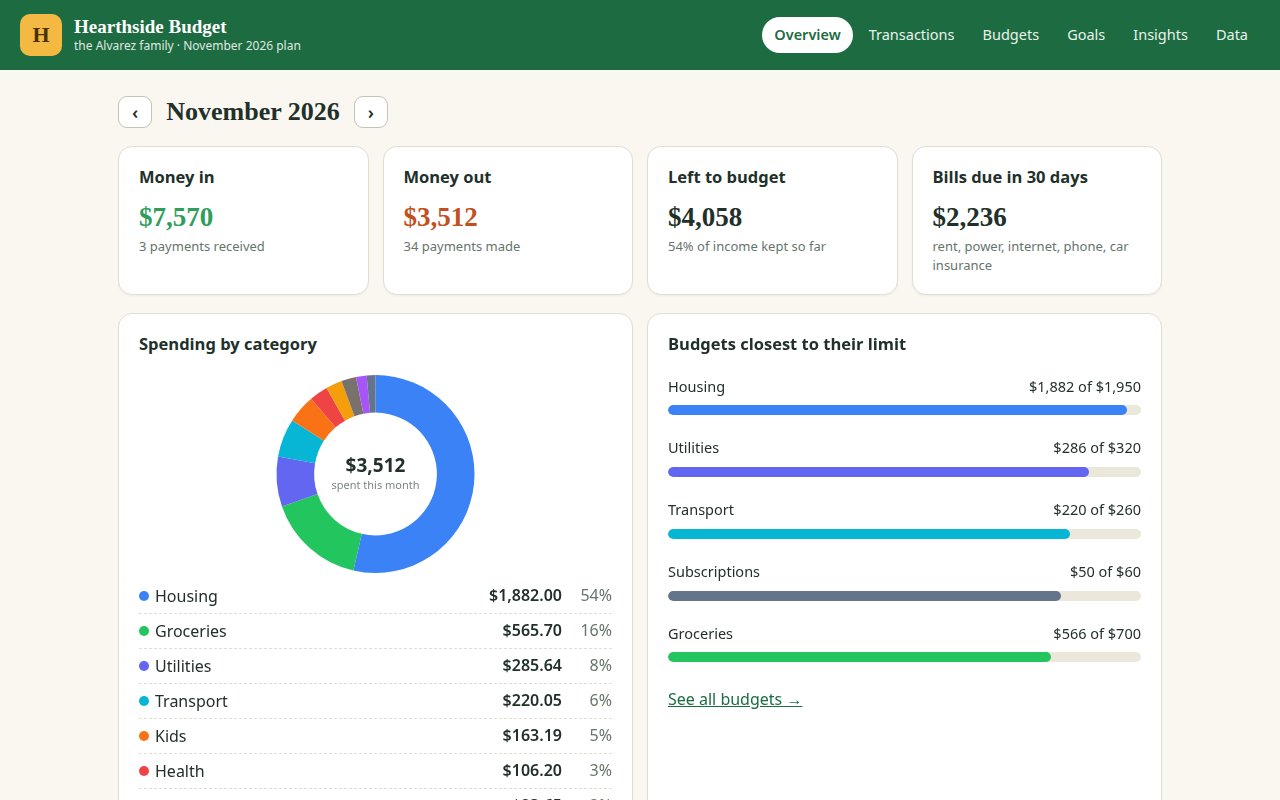 H
Hearthside Budget
the Alvarez family · November 2026 plan
Overview
Transactions
Budgets
Goals
Insights
Data
‹
November 2026
›
Money in
$7,570
3 payments received
Money out
$3,512
34 payments made
Left to budget
$4,058
54% of income kept so far
Bills due in 30 days
$2,236
rent, power, internet, phone, car
insurance
Spending by category
$3,512
spent this month
Housing $1,882.00 54%
Groceries $565.70 16%
Utilities $285.64 8%
Transport $220.05 6%
Kids $163.19 5%
Health $106.20 3%
Budgets closest to their limit
Housing $1,882 of $1,950
Utilities $286 of $320
Transport $220 of $260
Subscriptions $50 of $60
Groceries $566 of $700
See all budgets →